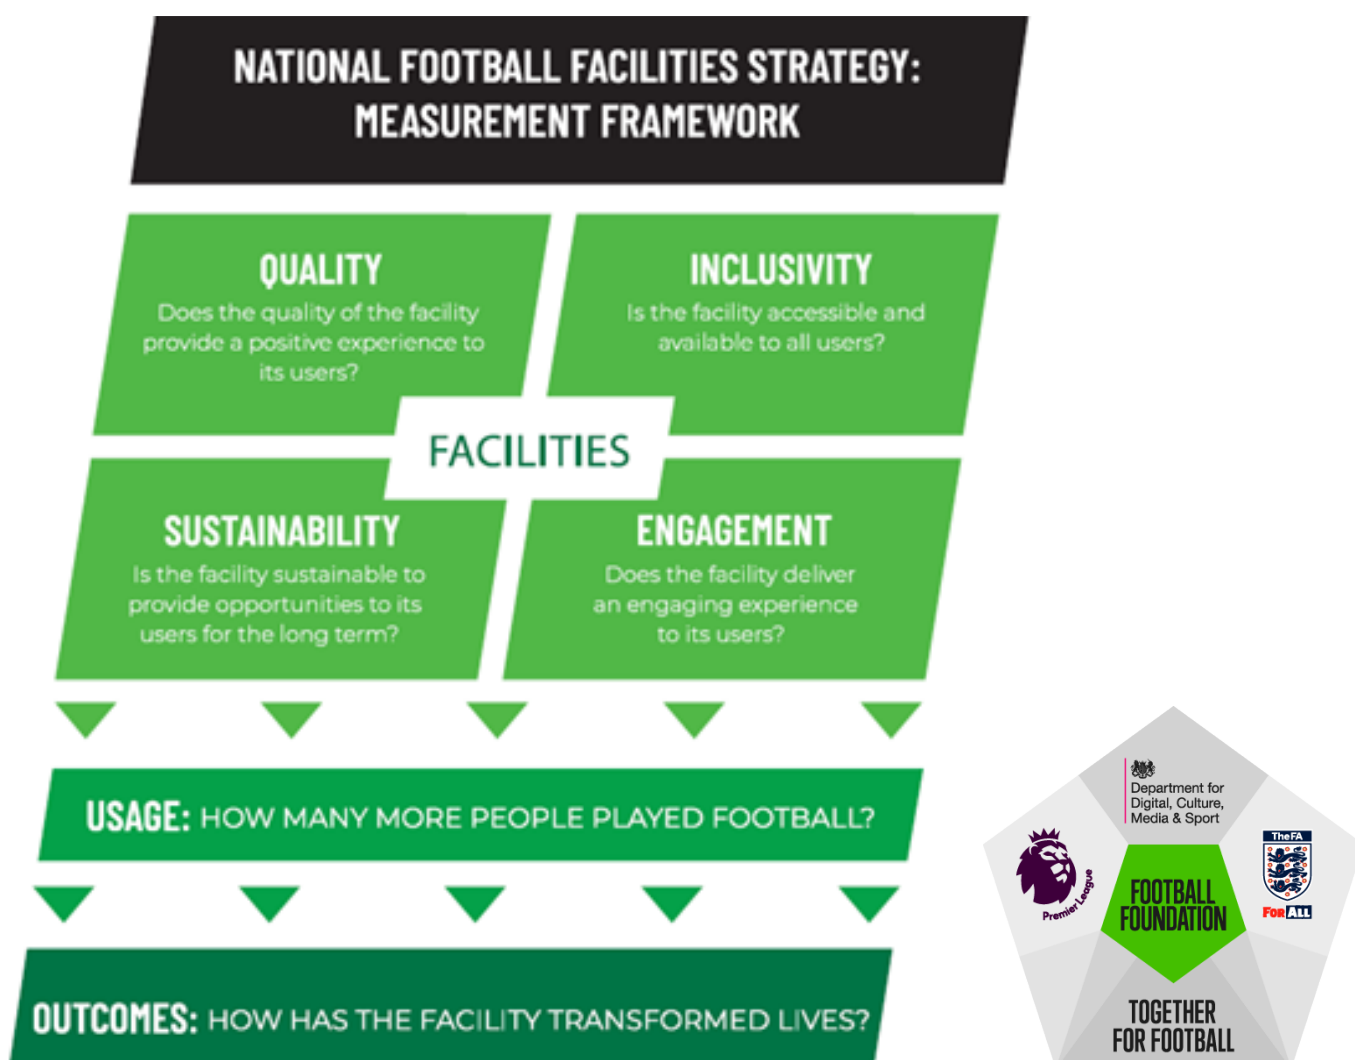 NATIONAL FOOTBALL FACILITIES STRATEGY:
MEASUREMENT FRAMEWORK
QUALITY
Does the quality of the facility
provide a positive experience to
its users?
INCLUSIVITY
Is the facility accessible and
available to all users?
FACILITIES
SUSTAINABILITY
Is the facility sustainable to
provide opportunities to its
users for the long term?
ENGAGEMENT
Does the facility deliver
an engaging experience
to its users?
USAGE: HOW MANY MORE PEOPLE PLAYED FOOTBALL?
OUTCOMES: HOW HAS THE FACILITY TRANSFORMED LIVES?
Department for
Digital, Culture,
Media & Sport
Premier League
The FA
FOR ALL
FOOTBALL
FOUNDATION
TOGETHER
FOR FOOTBALL